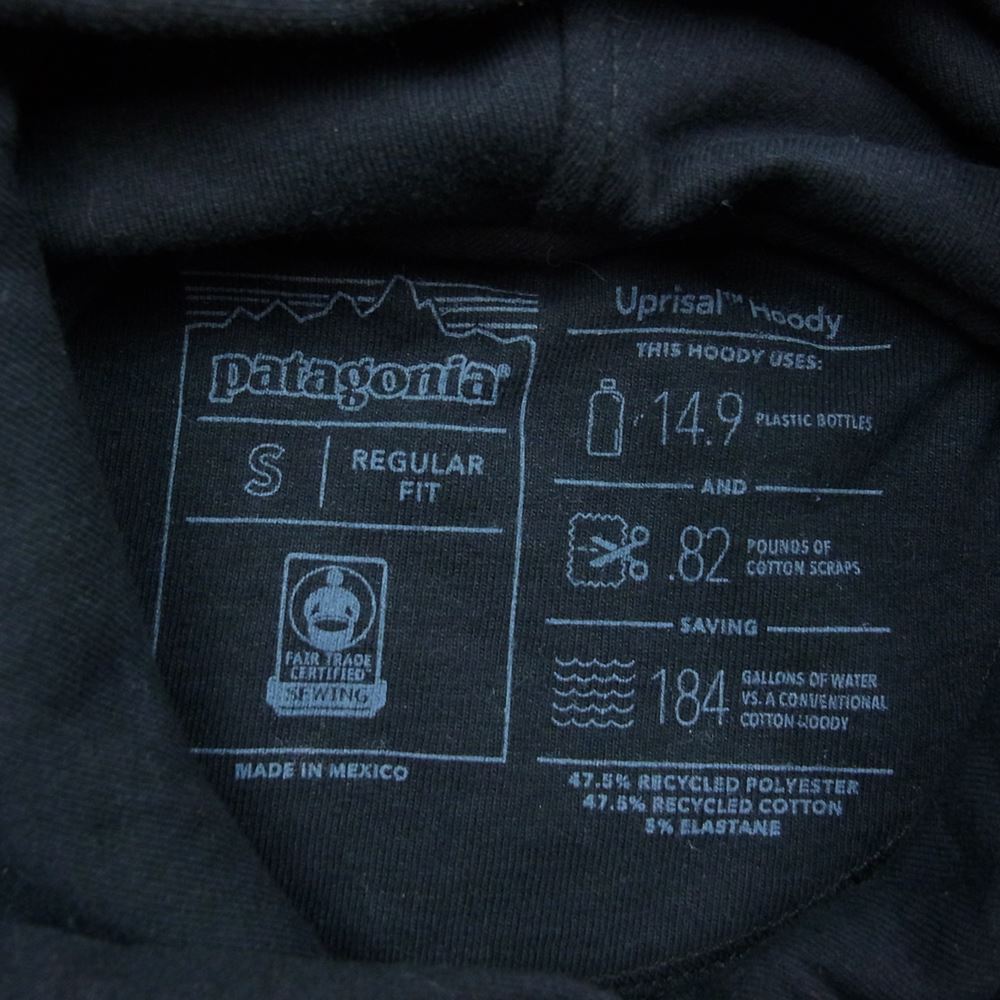 patagonia®
S
REGULAR
FIT
FAIR TRADE
CERTIFIED™
SEWING
MADE IN MEXICO
Uprisal™ Hoody
THIS HOODY USES:
14.9 PLASTIC BOTTLES
AND
.82 POUNDS OF
COTTON SCRAPS
SAVING
184 GALLONS OF WATER
VS. A CONVENTIONAL
COTTON HOODY
47.5% RECYCLED POLYESTER
47.5% RECYCLED COTTON
5% ELASTANE